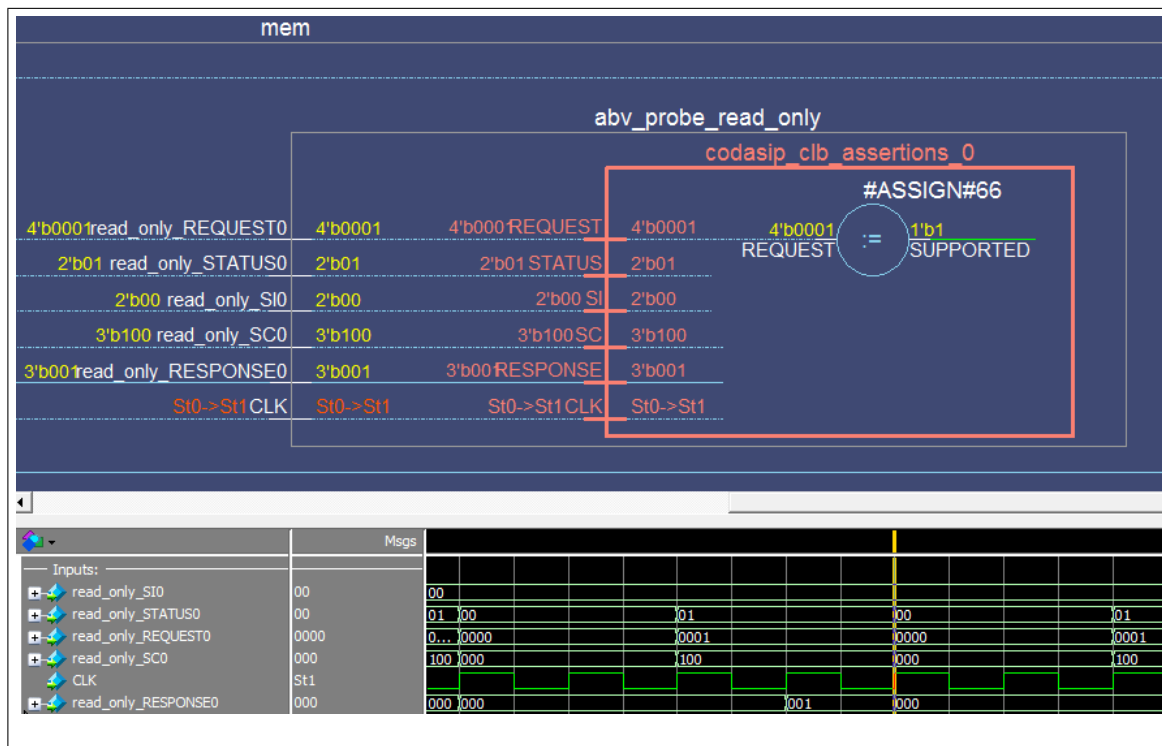 mem
abv_probe_read_only
codasip_clb_assertions_0
#ASSIGN#66
4'b0001read_only_REQUEST0 4'b0001 4'b0001REQUEST 4'b0001 4'b0001 REQUEST := 1'b1 SUPPORTED
2'b01 read_only_STATUS0 2'b01 2'b01 STATUS 2'b01
2'b00 read_only_SI0 2'b00 2'b00 SI 2'b00
3'b100 read_only_SC0 3'b100 3'b100SC 3'b100
3'b001read_only_RESPONSE0 3'b001 3'b001RESPONSE 3'b001
St0->St1CLK St0->St1 St0->St1CLK St0->St1
Msgs
Inputs:
read_only_SI0 00 00
read_only_STATUS0 00 01 00 01 00 01
read_only_REQUEST0 0000 0... 0000 0001 0000 0001
read_only_SC0 000 100 000 100 000 100
CLK St1
read_only_RESPONSE0 000 000 000 001 000